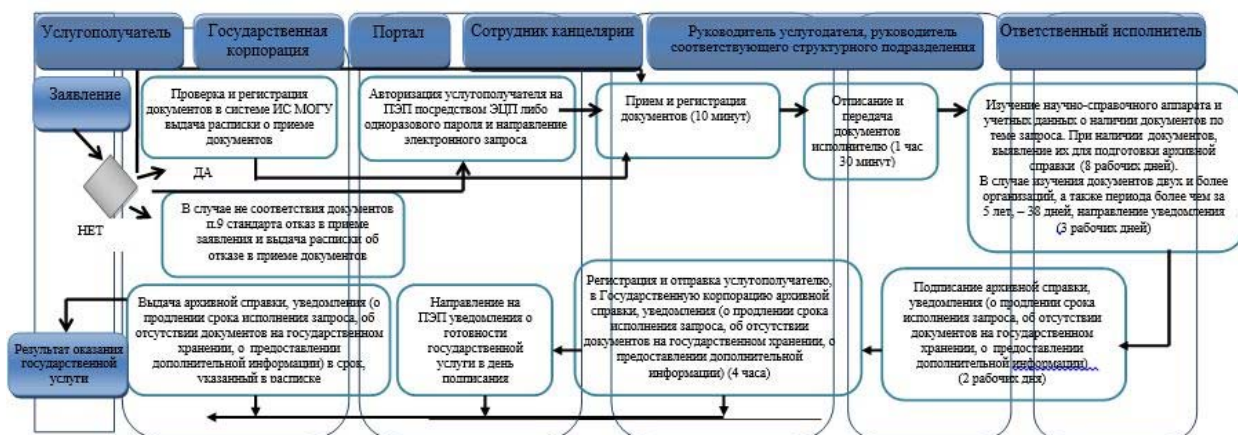 Услугополучатель
Государственная
корпорация
Портал
Сотрудник канцелярии
Руководитель услугодателя, руководитель
соответствующего структурного подразделения
Ответственный исполнитель
Заявление
Проверка и регистрация
документов в системе ИС МОГУ
выдача расписки о приеме
документов
Авторизация услугополучателя на
ПЭП посредством ЭЦП либо
одноразового пароля и направление
электронного запроса
Прием и регистрация
документов (10 минут)
Отписание и
передача
документов
исполнителю (1 час
30 минут)
Изучение научно-справочного аппарата и
учетных данных о наличии документов по
теме запроса. При наличии документов,
выявление их для подготовки архивной
справки (8 рабочих дней).
В случае изучения документов двух и более
организаций, а также периода более чем за
5 лет, – 38 дней, направление уведомления
(3 рабочих дней)
ДА
НЕТ
В случае не соответствия документов
п.9 стандарта отказ в приеме
заявления и выдача расписки об
отказе в приеме документов
Результат оказания
государственной
услуги
Выдача архивной справки, уведомления (о
продлении срока исполнения запроса, об
отсутствии документов на государственном
хранении, о предоставлении
дополнительной информации) в срок,
указанный в расписке
Направление на
ПЭП уведомления о
готовности
государственной
услуги в день
подписания
Регистрация и отправка услугополучателю,
в Государственную корпорацию архивной
справки, уведомления (о продлении срока
исполнения запроса, об отсутствии
документы на государственном хранении, о
предоставлении дополнительной
информации) (4 часа)
Подписание архивной справки,
уведомления (о продлении срока
исполнения запроса, об отсутствии
документов на государственном
хранении, о предоставлении
дополнительной информации)
(2 рабочих дня)